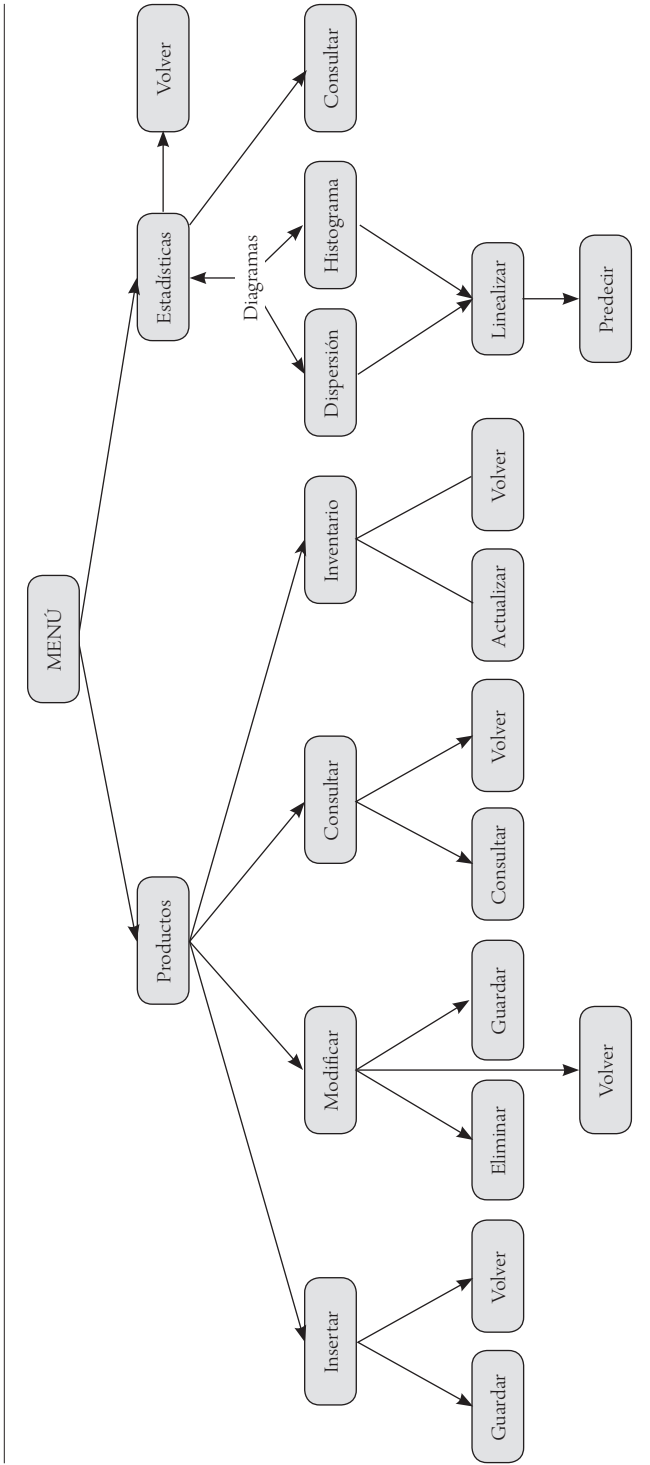 MENÚ
Productos
Estadísticas
Volver
Diagramas
Insertar
Modificar
Consultar
Inventario
Dispersión
Histograma
Consultar
Guardar
Volver
Eliminar
Guardar
Consultar
Volver
Actualizar
Volver
Linealizar
Volver
Predecir